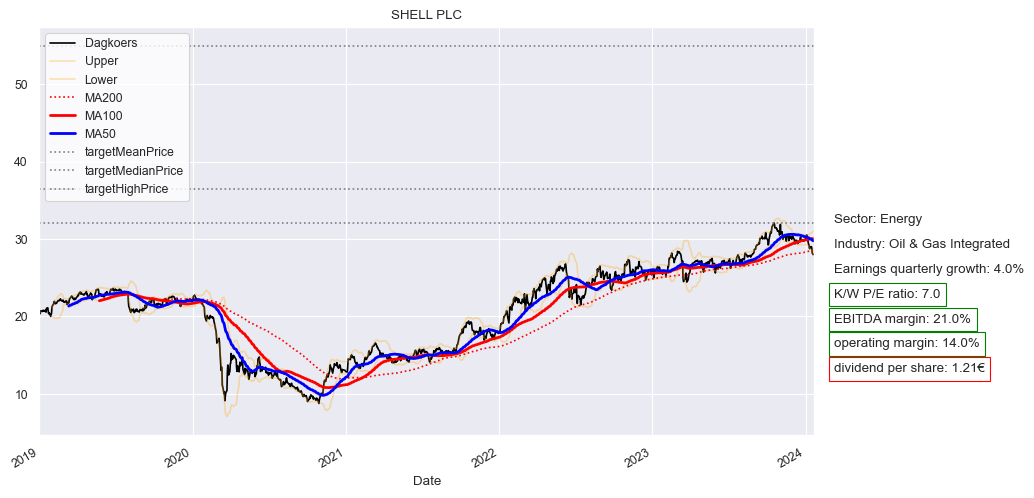 SHELL PLC
Dagkoers
Upper
Lower
MA200
MA100
MA50
targetMeanPrice
targetMedianPrice
targetHighPrice
50
40
30
20
10
2019
2020
2021
2022
2023
2024
Date
Sector: Energy
Industry: Oil & Gas Integrated
Earnings quarterly growth: 4.0%
K/W P/E ratio: 7.0
EBITDA margin: 21.0%
operating margin: 14.0%
dividend per share: 1.21€